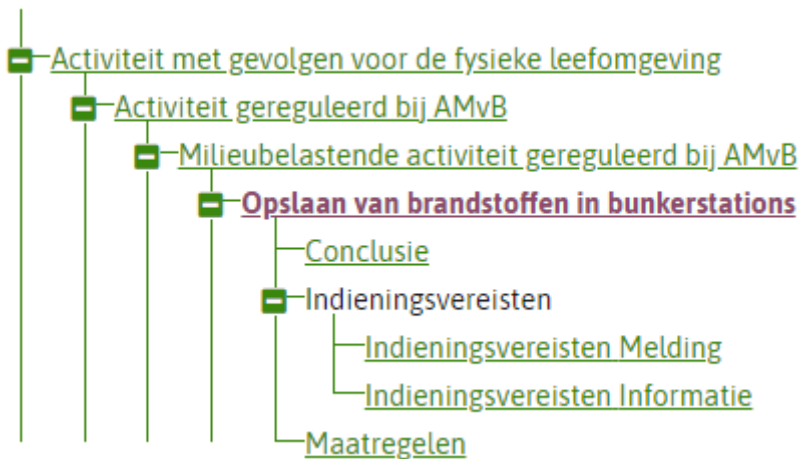 Activiteit met gevolgen voor de fysieke leefomgeving
Activiteit gereguleerd bij AMvB
Milieubelastende activiteit gereguleerd bij AMvB
Opslaan van brandstoffen in bunkerstations
Conclusie
Indieningsvereisten
Indieningsvereisten Melding
Indieningsvereisten Informatie
Maatregelen